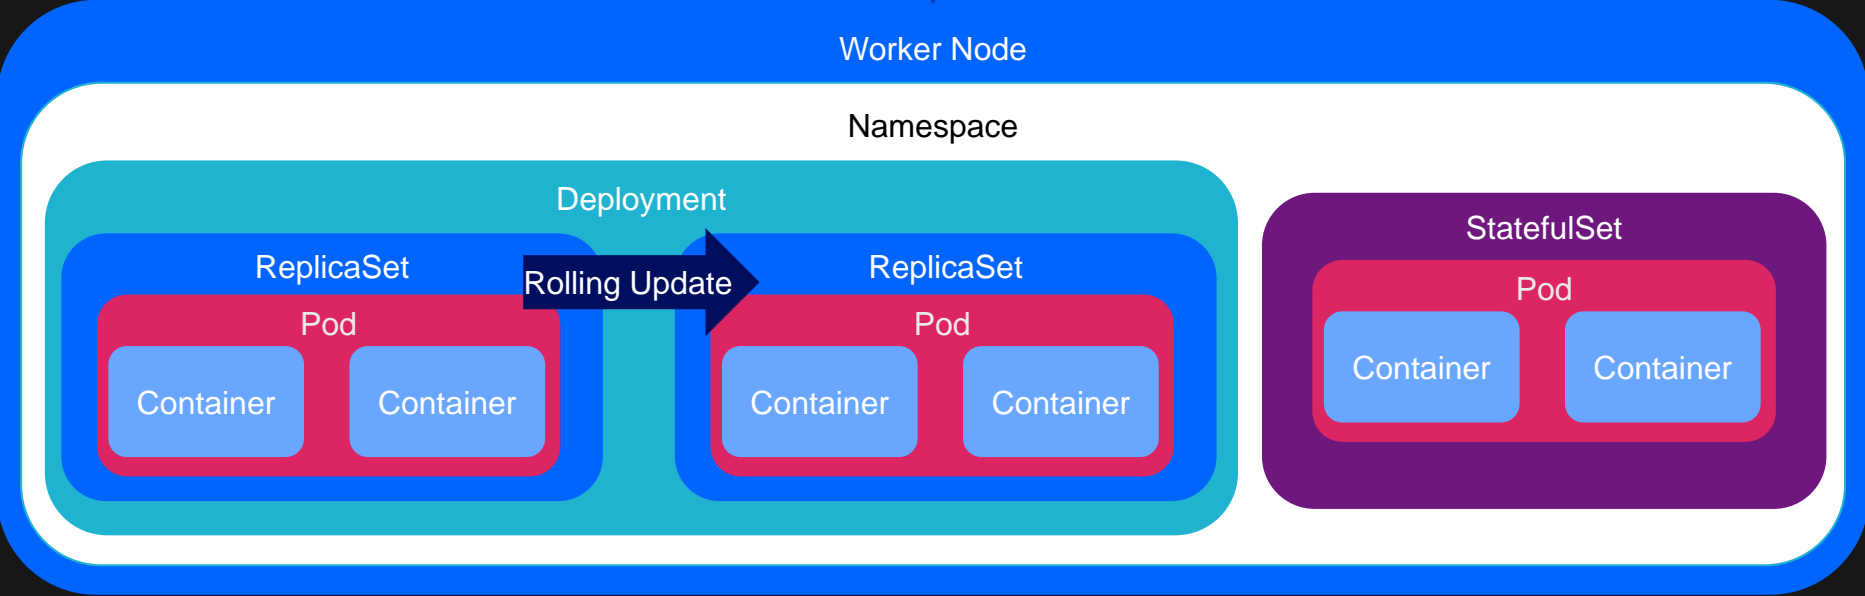 Worker Node
Namespace
Deployment
StatefulSet
ReplicaSet
Rolling Update
ReplicaSet
Pod
Pod
Pod
Container
Container
Container
Container
Container
Container